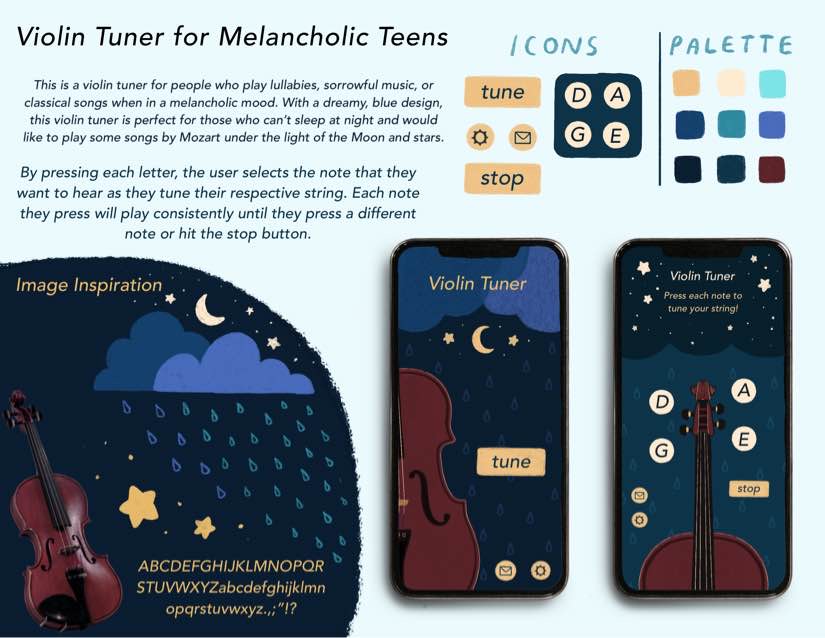 Violin Tuner for Melancholic Teens
This is a violin tuner for people who play lullabies, sorrowful music, or
classical songs when in a melancholic mood. With a dreamy, blue design,
this violin tuner is perfect for those who can't sleep at night and would
like to play some songs by Mozart under the light of the Moon and stars.
By pressing each letter, the user selects the note that they
want to hear as they tune their respective string. Each note
they press will play consistently until they press a different
note or hit the stop button.
ICONS
tune
D A
G E
stop
PALETTE
Image Inspiration
ABCDEFGHIJKLMNOPQR
STUVWXYZabcdefghijklmn
opqrstuvwxyz.,;"!?
Violin Tuner
tune
Violin Tuner
Press each note to
tune your string!
D A
G E
stop